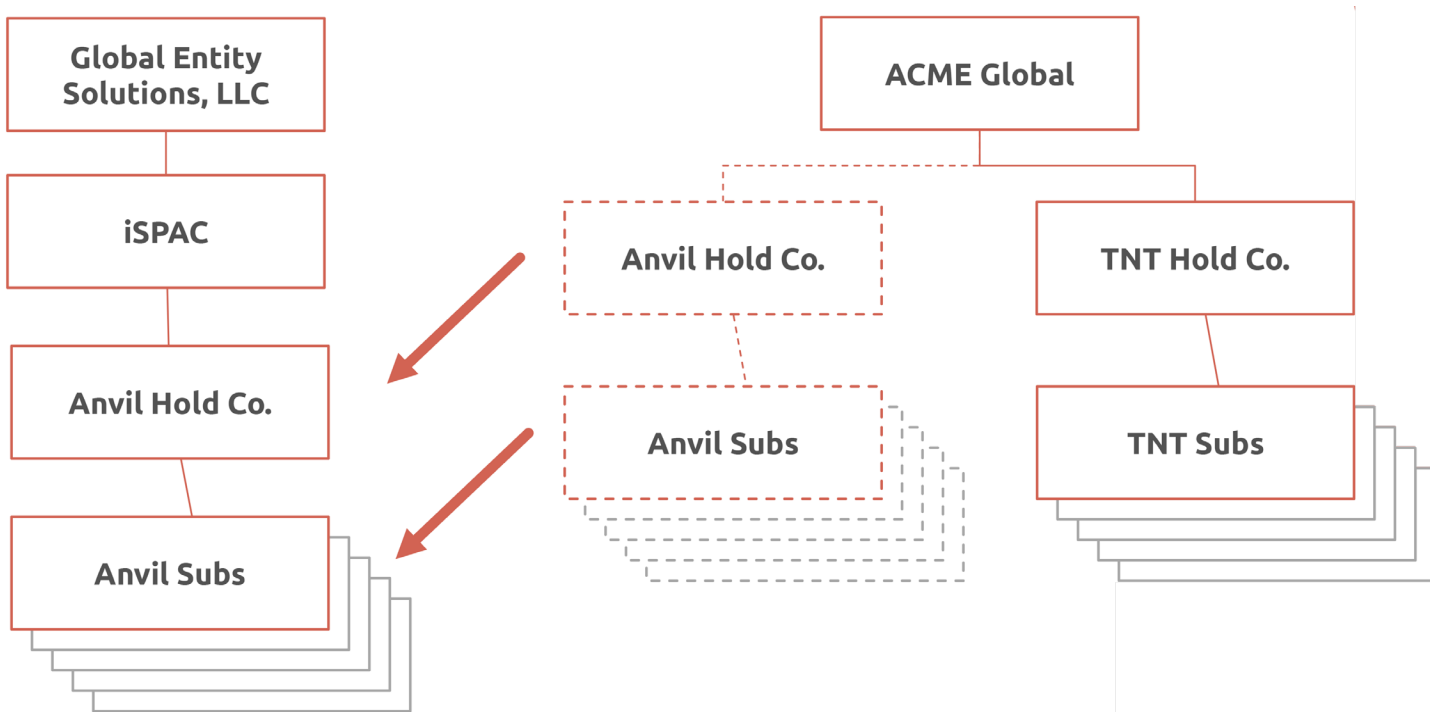 Global Entity
Solutions, LLC
iSPAC
Anvil Hold Co.
Anvil Subs
ACME Global
Anvil Hold Co.
TNT Hold Co.
Anvil Subs
TNT Subs